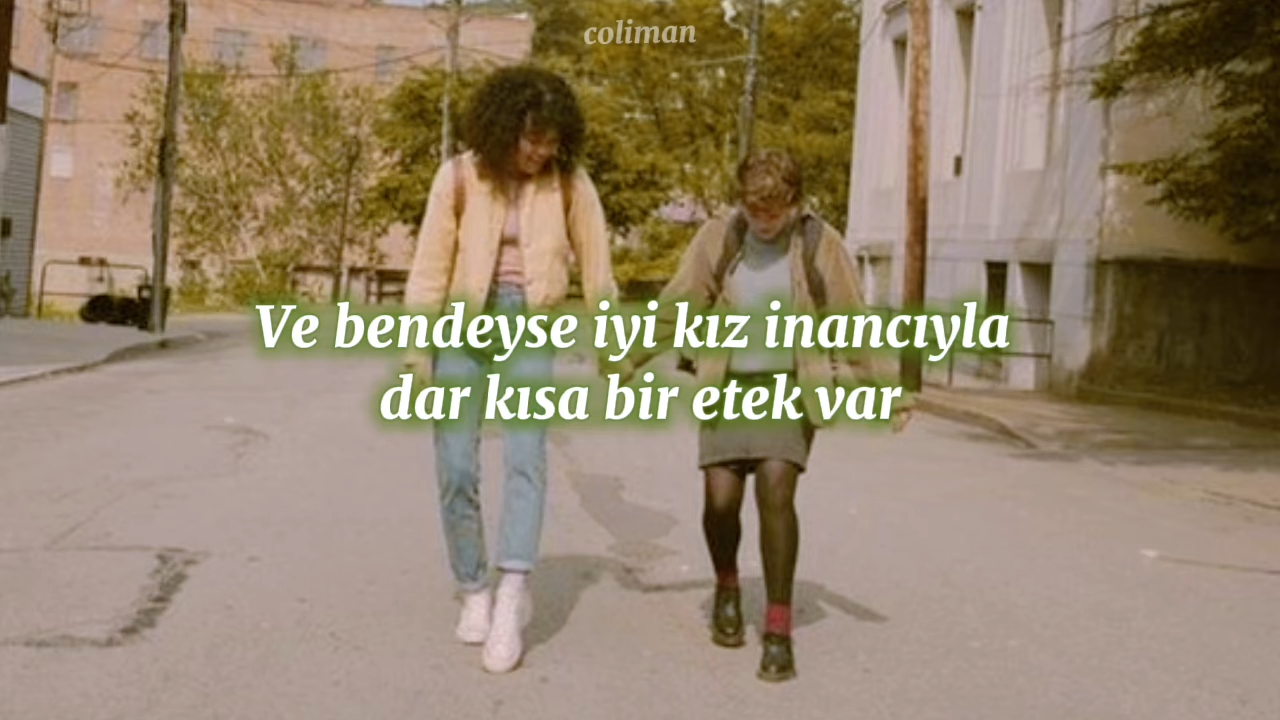 coliman
Ve bendeyse iyi kız inancıyla
dar kısa bir etek var